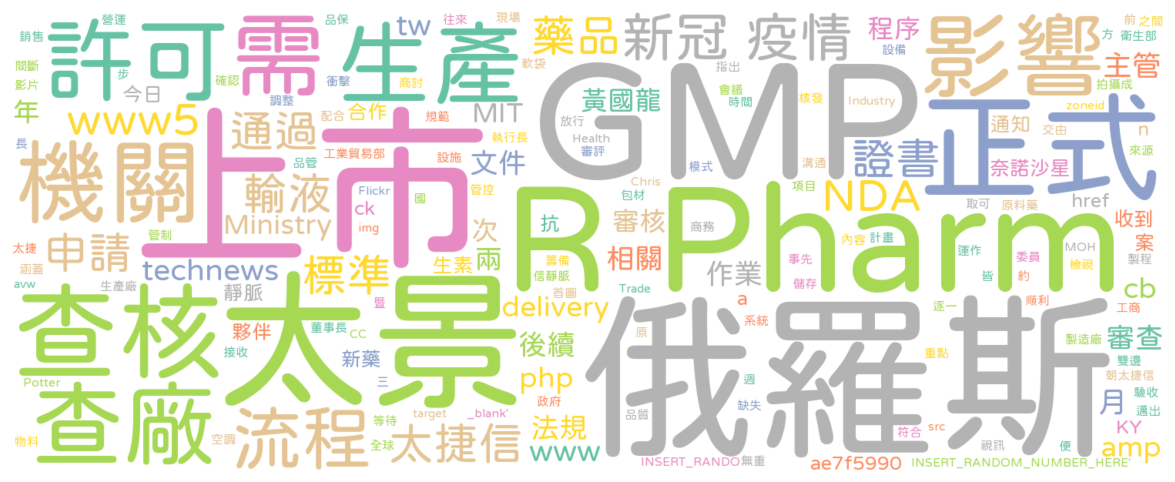 銷售 營運 品保 往來 現場 藥品 新冠 疫情 程序 影響 前 之間
關斷 許可 需 生產 tw 軟袋 指出 設備 方 衛生部
影片 步 確認 衝擊 商討 會議 核發 主管
年 今日 調整 MIT 黃國龍 時間 Industry 拍攝成
www5 通過 配合 合作 規範 執行長 GMP 放行 正式 zoneid
長 機關 上市 品管 工業貿易部 設施 文件 Health 審評 模式 溝通 證書 通知 交由 n 來源
輸液 Flickr 國 管控 Chris 包材 項目 NDA 奈諾沙星
Ministry ck img 次 抗 R Pharm 審核 商務 取可 原料藥 href 收到
太捷 申請 管制 生素 兩 籌備 相關 事先 內容 計畫 運作 MOH 案
涵蓋 technews 標準 信靜脈 作業 儲存 皆 委員 檢視 製程
avw 生產廠 靜脈 暨 首圖 Trade a 逐一 約 順利 cb
查核 太景 夥伴 董事長 CC delivery 原 系統 俄羅斯 工商
接收 新藥 後續 週 重點 製造廠 審查
Potter 三 php 政府 缺失 雙邊 朝太捷信
查廠 流程 等待 target _blank' 品質 月 驗收 邁出
物料 空調 全球 太捷信 法規 www 符合 src KY
INSERT_RANDO 無重 ae7f5990 視訊 INSERT_RANDOM_NUMBER_HERE' 便 amp